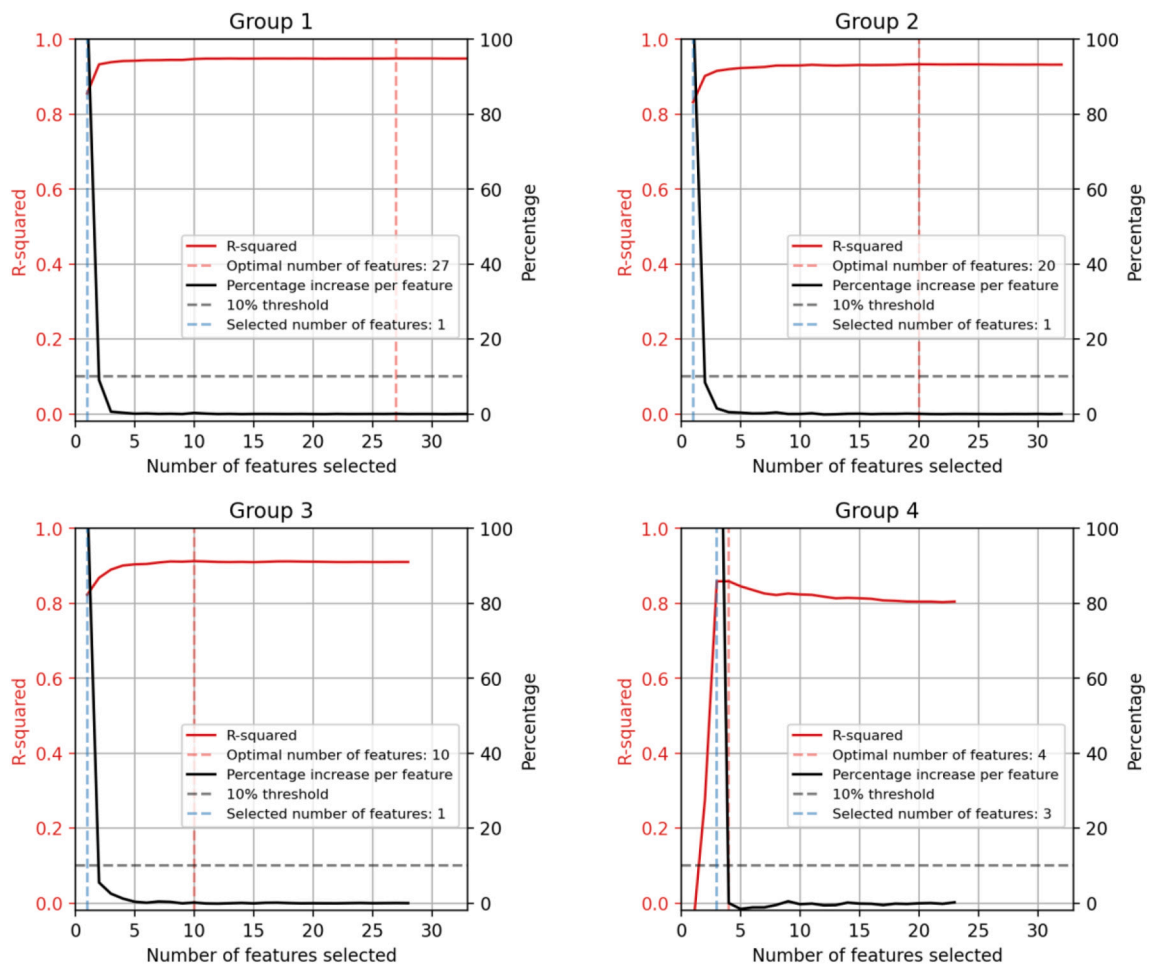 Group 1
1.0
0.8
0.6
0.4
0.2
0.0
R-squared
100
80
60
40
20
0
Percentage
R-squared
Optimal number of features: 27
Percentage increase per feature
10% threshold
Selected number of features: 1
0 5 10 15 20 25 30
Number of features selected
Group 2
1.0
0.8
0.6
0.4
0.2
0.0
R-squared
100
80
60
40
20
0
Percentage
R-squared
Optimal number of features: 20
Percentage increase per feature
10% threshold
Selected number of features: 1
0 5 10 15 20 25 30
Number of features selected
Group 3
1.0
0.8
0.6
0.4
0.2
0.0
R-squared
100
80
60
40
20
0
Percentage
R-squared
Optimal number of features: 10
Percentage increase per feature
10% threshold
Selected number of features: 1
0 5 10 15 20 25 30
Number of features selected
Group 4
1.0
0.8
0.6
0.4
0.2
0.0
R-squared
100
80
60
40
20
0
Percentage
R-squared
Optimal number of features: 4
Percentage increase per feature
10% threshold
Selected number of features: 3
0 5 10 15 20 25 30
Number of features selected